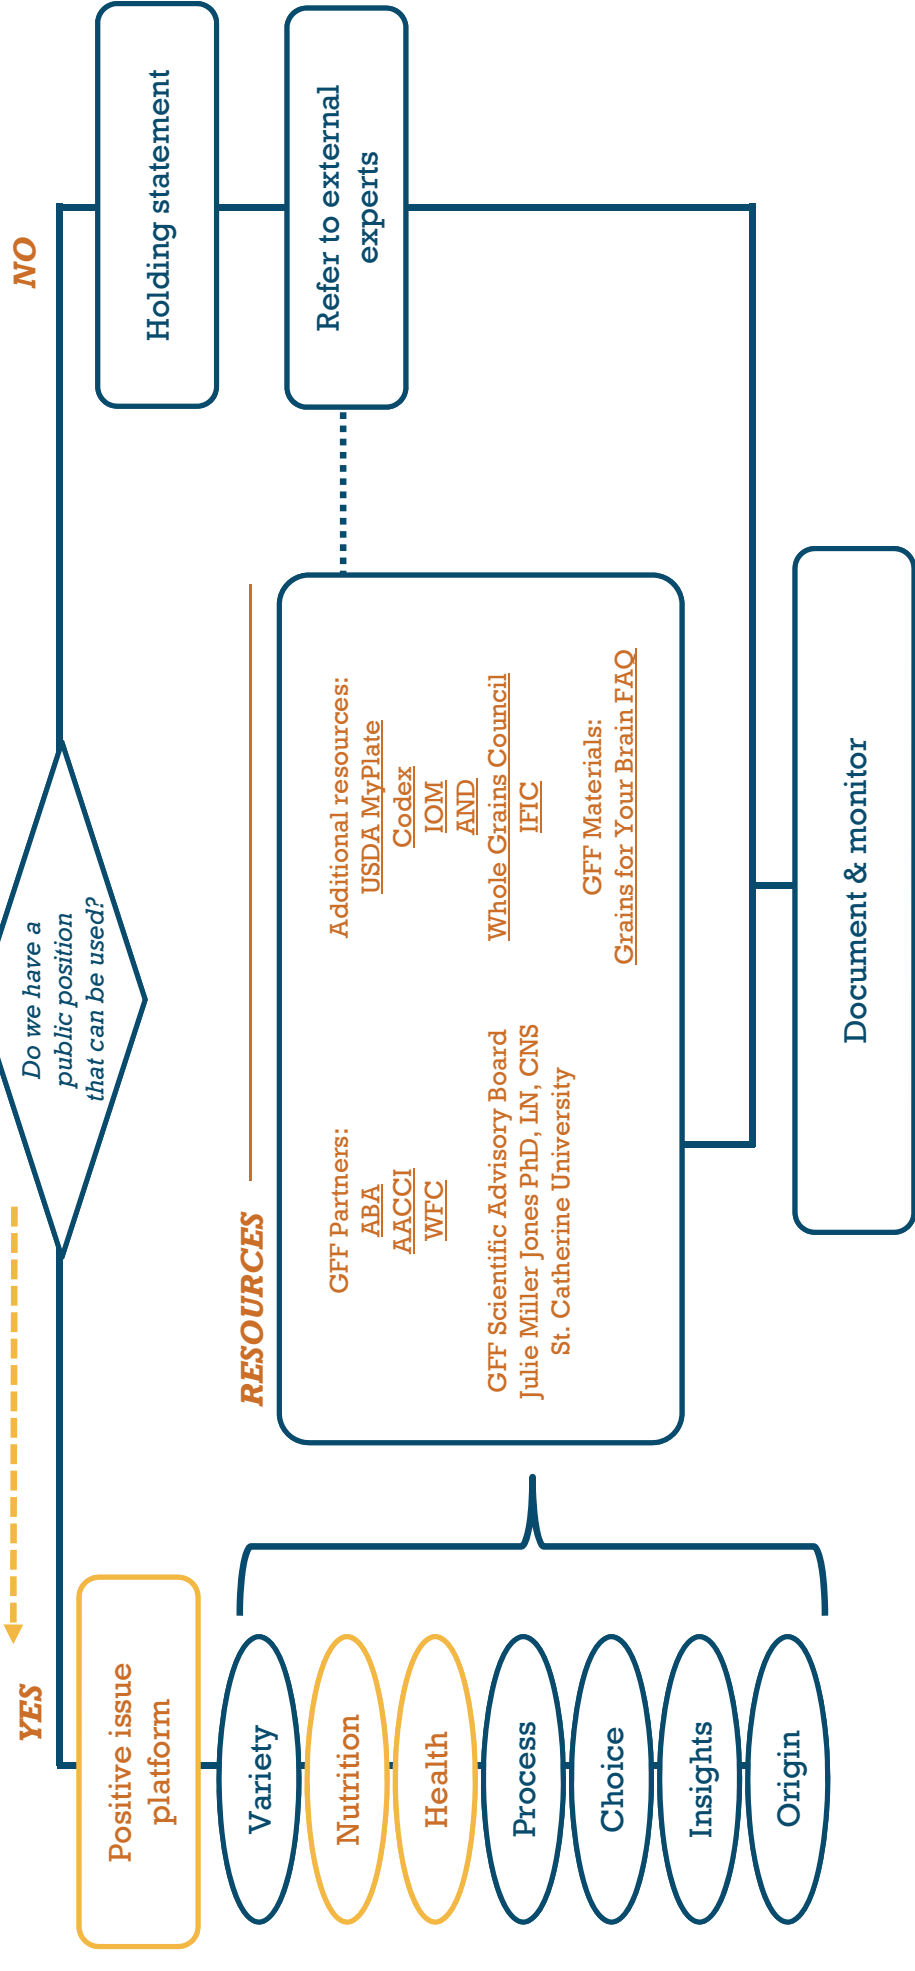 Do we have a
public position
that can be used?
YES
NO
Positive issue
platform
Variety
Nutrition
Health
Process
Choice
Insights
Origin
RESOURCES
GFF Partners:
ABA
AACCI
WFC
GFF Scientific Advisory Board
Julie Miller Jones PhD, LN, CNS
St. Catherine University
Additional resources:
USDA MyPlate
Codex
IOM
AND
Whole Grains Council
IFIC
GFF Materials:
Grains for Your Brain FAQ
Holding statement
Refer to external
experts
Document & monitor